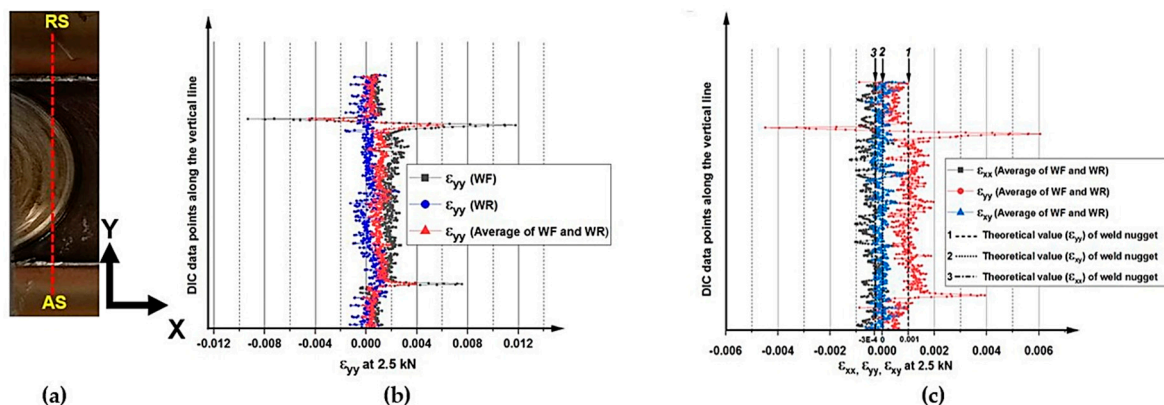 RS
AS
Y
X
(a)
DIC data points along the vertical line
εyy (WF)
εyy (WR)
εyy (Average of WF and WR)
-0.012 -0.008 -0.004 0.000 0.004 0.008 0.012
εyy at 2.5 kN
(b)
DIC data points along the vertical line
3 2 1
εxx (Average of WF and WR)
εyy (Average of WF and WR)
εxy (Average of WF and WR)
1 Theoretical value (εyy) of weld nugget
2 Theoretical value (εxy) of weld nugget
3 Theoretical value (εxx) of weld nugget
-3E-4 0 0.001
-0.006 -0.004 -0.002 0.000 0.002 0.004 0.006
εxx, εyy, εxy at 2.5 kN
(c)